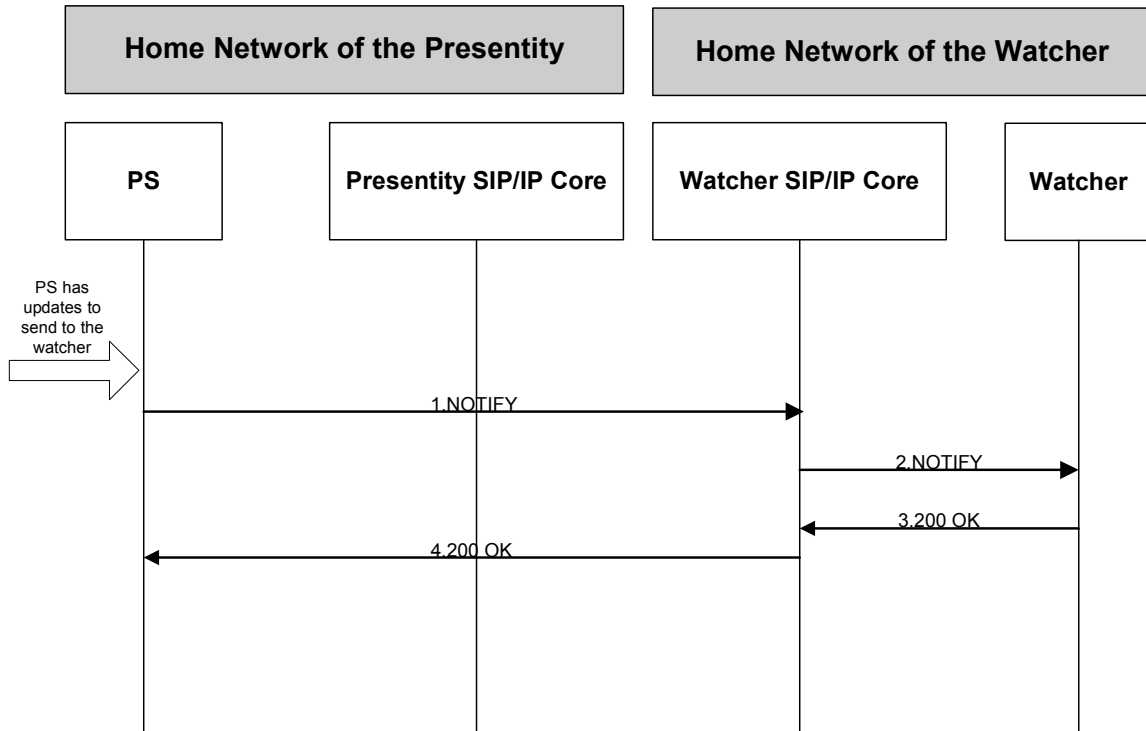 Home Network of the Presentity
Home Network of the Watcher
PS
Presentity SIP/IP Core
Watcher SIP/IP Core
Watcher
PS has
updates to
send to the
watcher
1.NOTIFY
2.NOTIFY
3.200 OK
4.200 OK